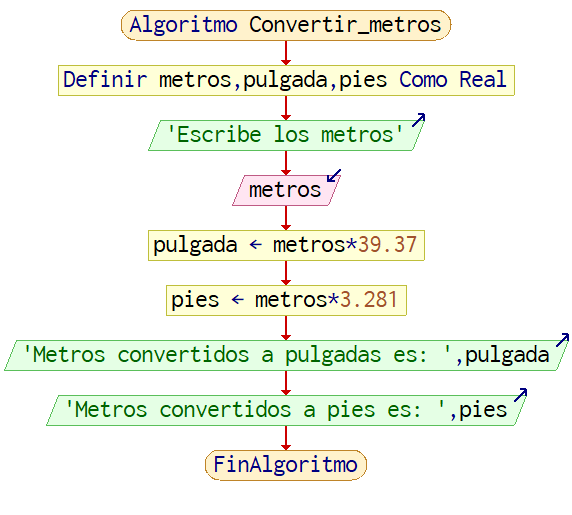 Algoritmo Convertir_metros
Definir metros,pulgada,pies Como Real
'Escribe los metros'
metros
pulgada ← metros*39.37
pies ← metros*3.281
'Metros convertidos a pulgadas es: ',pulgada
'Metros convertidos a pies es: ',pies
FinAlgoritmo